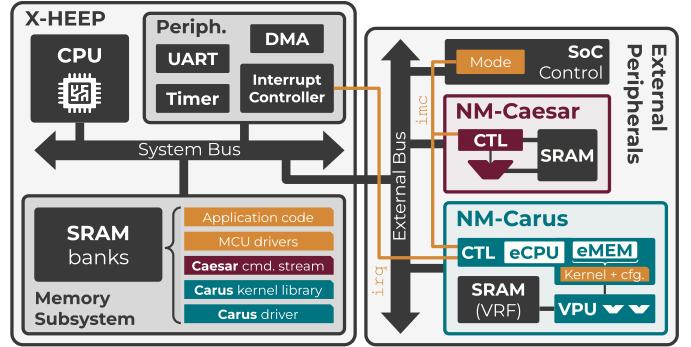 X-HEEP
CPU
Periph.
DMA
UART
Timer
Interrupt
Controller
System Bus
SRAM
banks
Memory
Subsystem
Application code
MCU drivers
Caesar cmd. stream
Carus kernel library
Carus driver
External Bus
imc
irq
External
Peripherals
Mode
SoC
Control
NM-Caesar
CTL
SRAM
NM-Carus
CTL
eCPU
eMEM
Kernel + cfg.
SRAM
(VRF)
VPU